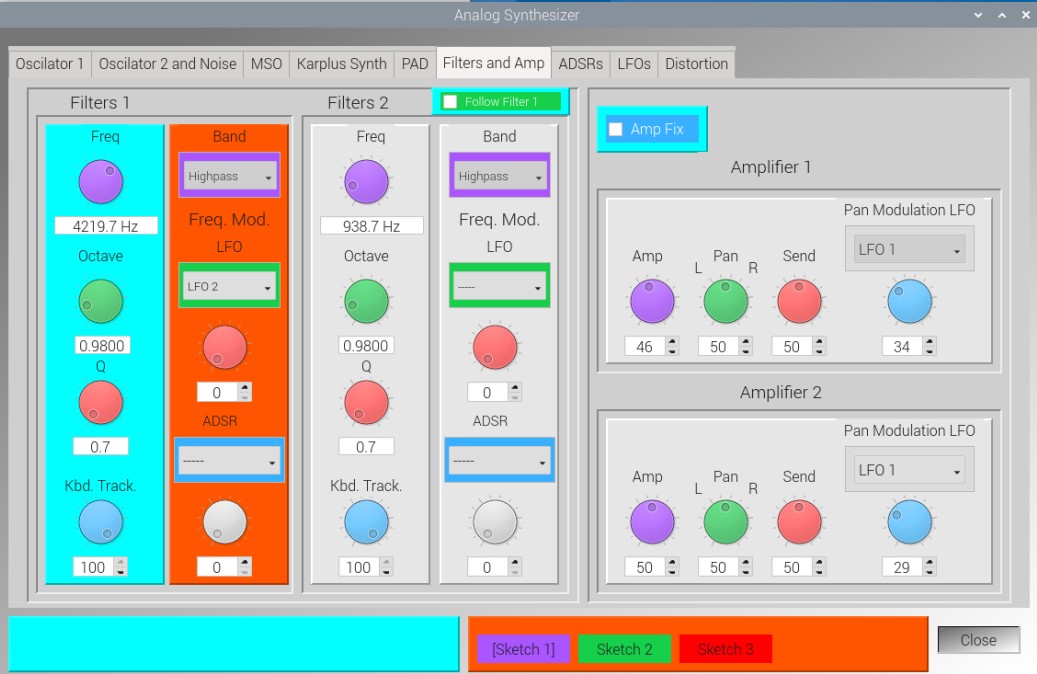 Analog Synthesizer
Oscilator 1 Oscilator 2 and Noise MSO Karplus Synth PAD Filters and Amp ADSRs LFOs Distortion
Filters 1
Freq
4219.7 Hz
Octave
0.9800
Q
0.7
Kbd. Track.
100
Band
Highpass
Freq. Mod.
LFO
LFO 2
0
ADSR
-----
0
Filters 2
Follow Filter 1
Freq
938.7 Hz
Octave
0.9800
Q
0.7
Kbd. Track.
100
Band
Highpass
Freq. Mod.
LFO
-----
0
ADSR
-----
0
Amp Fix
Amplifier 1
Pan Modulation LFO
LFO 1
Amp L Pan R Send
46 50 50 34
Amplifier 2
Pan Modulation LFO
LFO 1
Amp L Pan R Send
50 50 50 29
[Sketch 1] Sketch 2 Sketch 3
Close